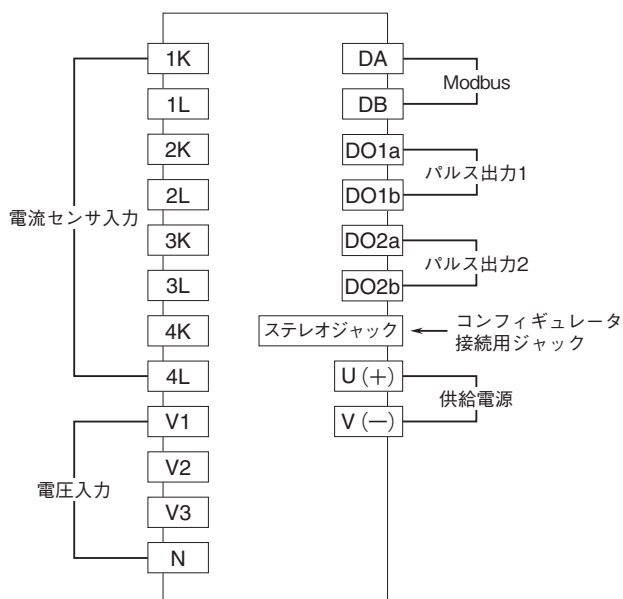 1K
1L
2K
2L
3K
3L
4K
4L
V1
V2
V3
N
電流センサ入力
電圧入力
DA
DB
DO1a
DO1b
DO2a
DO2b
ステレオジャック
U（＋）
V（―）
Modbus
パルス出力1
パルス出力2
コンフィギュレータ
接続用ジャック
供給電源